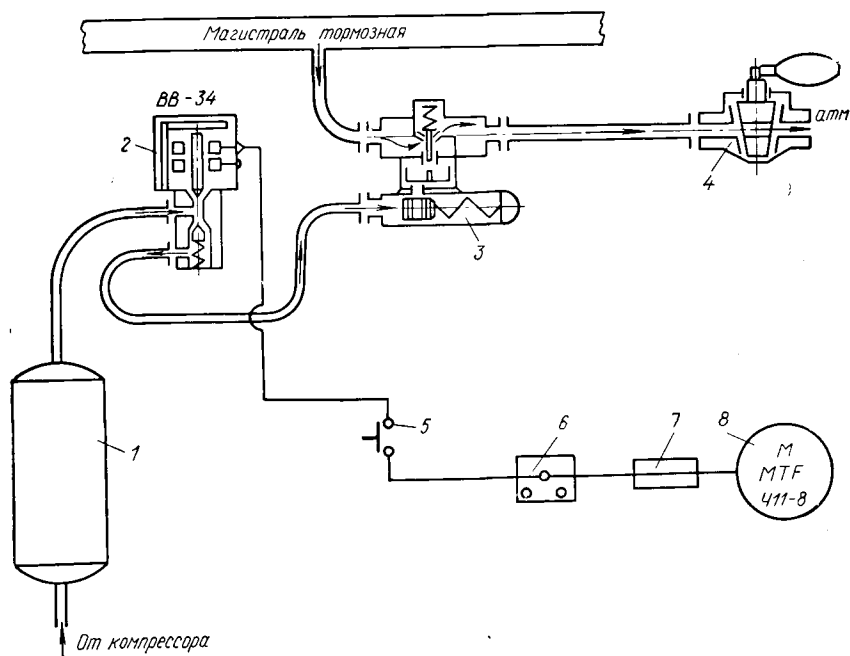 Магистраль тормозная
ВВ-34
2
атм
4
3
1
5
6
7
8
М
MTF
411-8
От компрессора